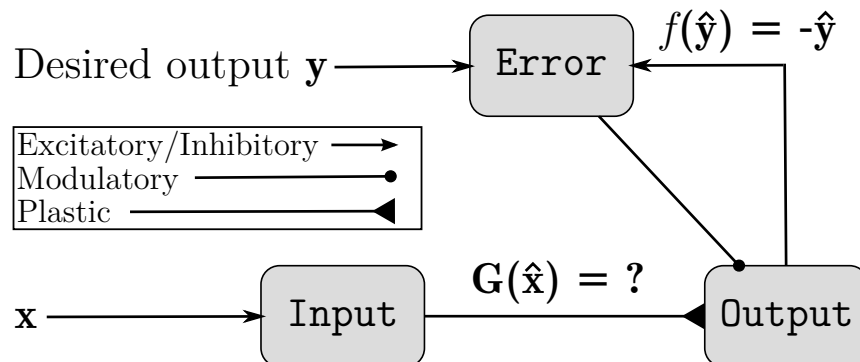 f(ŷ) = -ŷ
Desired output y
Error
Excitatory/Inhibitory
Modulatory
Plastic
G(x̂) = ?
x
Input
Output